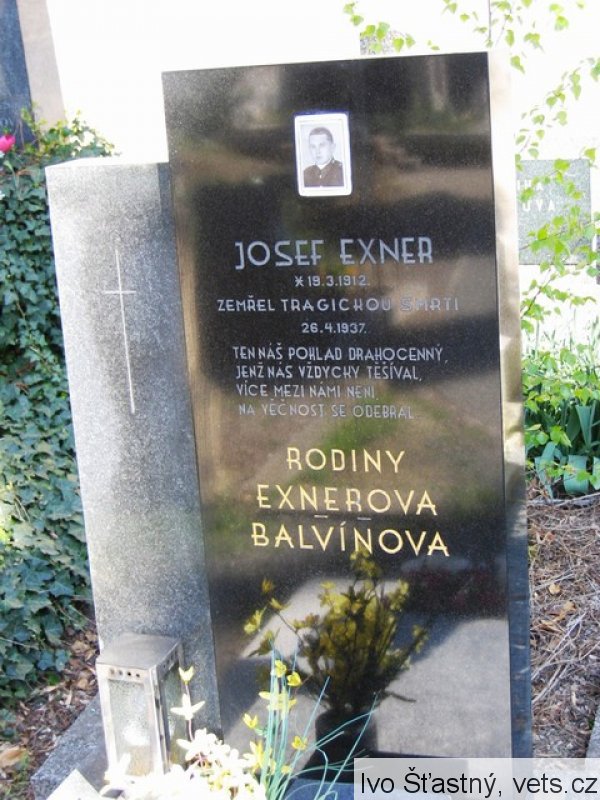 JOSEF EXNER
* 19.3.1912.
ZEMŘEL TRAGICKOU SMRTÍ
26.4.1937.
TEN NÁŠ POHLAD DRAHOCENNÝ,
JENŽ NÁS VŽDYCKY TĚŠÍVAL,
VÍCE MEZI NÁMI NENÍ,
NA VĚČNOST SE ODEBRAL.
RODINY
EXNEROVA
BALVÍNOVA
Ivo Šťastný, vets.cz